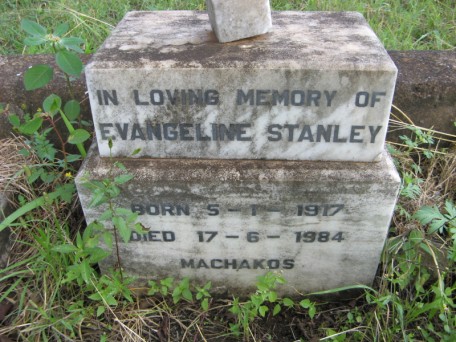 IN LOVING MEMORY OF
EVANGELINE STANLEY
BORN 5-1-1917
DIED 17-6-1984
MACHAKOS